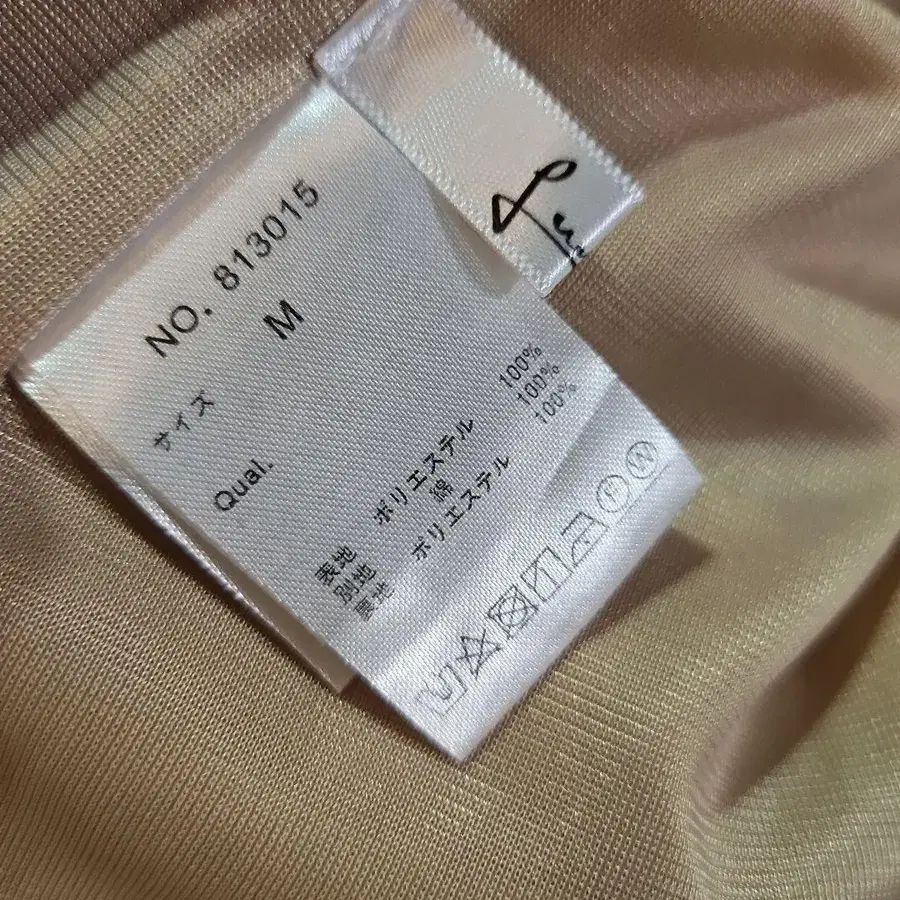 NO. 813015
サイズ M
Qual.
表地 ポリエステル 100%
別地 綿 100%
裏地 ポリエステル 100%